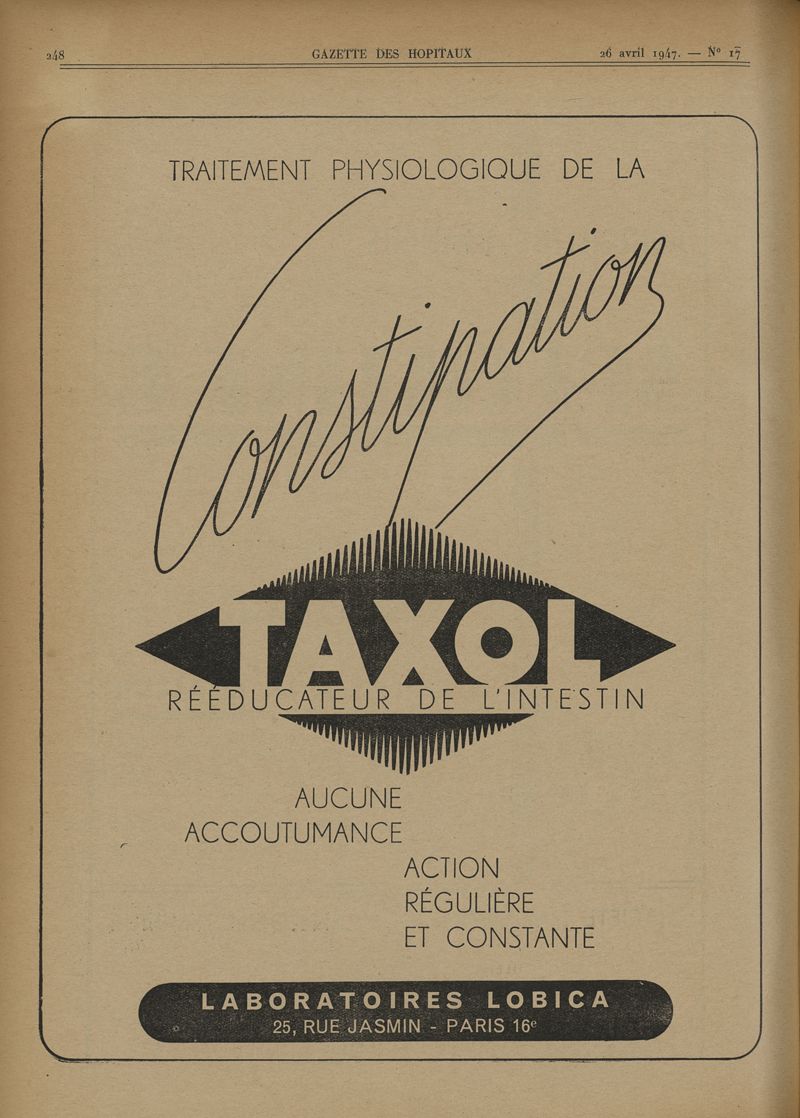 248 GAZETTE DES HOPITAUX 26 avril 1947. — Nº 17
TRAITEMENT PHYSIOLOGIQUE DE LA
Constipation
TAXOL
RÉÉDUCATEUR DE L'INTESTIN
AUCUNE
ACCOUTUMANCE
ACTION
RÉGULIÈRE
ET CONSTANTE
LABORATOIRES LOBICA
25, RUE JASMIN - PARIS 16e